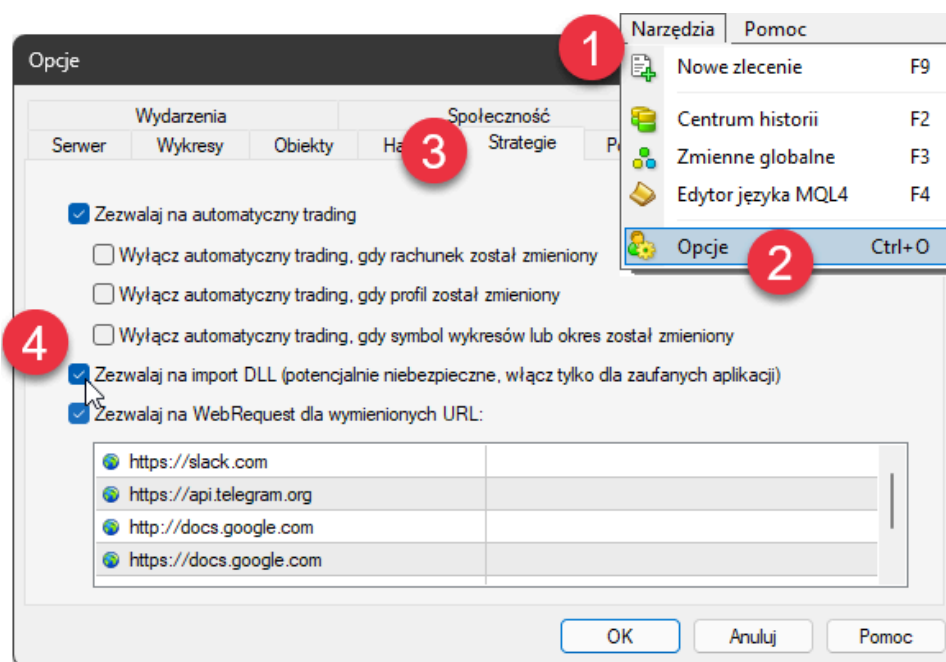 1
Narzędzia Pomoc
Nowe zlecenie F9
Centrum historii F2
Zmienne globalne F3
Edytor języka MQL4 F4
Opcje Ctrl+O
2
Opcje
Wydarzenia Społeczność
Serwer Wykresy Obiekty 3 Strategie
Zezwalaj na automatyczny trading
Wyłącz automatyczny trading, gdy rachunek został zmieniony
Wyłącz automatyczny trading, gdy profil został zmieniony
Wyłącz automatyczny trading, gdy symbol wykresów lub okres został zmieniony
4
Zezwalaj na import DLL (potencjalnie niebezpieczne, włącz tylko dla zaufanych aplikacji)
Zezwalaj na WebRequest dla wymienionych URL:
https://slack.com
https://api.telegram.org
http://docs.google.com
https://docs.google.com
OK Anuluj Pomoc